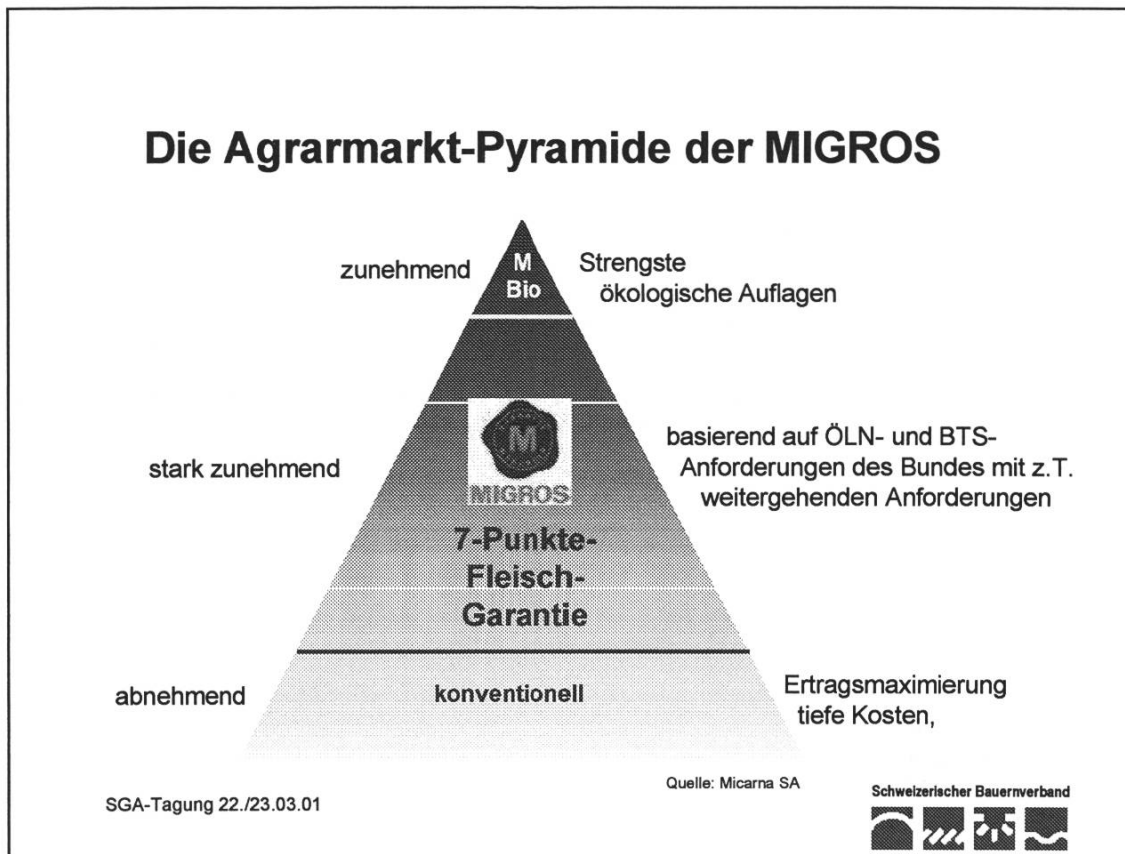 Die Agrarmarkt-Pyramide der MIGROS
zunehmend
M
Bio
Strengste
ökologische Auflagen
stark zunehmend
M
MIGROS
basierend auf ÖLN- und BTS-
Anforderungen des Bundes mit z.T.
weitergehenden Anforderungen
7-Punkte-
Fleisch-
Garantie
abnehmend
konventionell
Ertragsmaximierung
tiefe Kosten,
Quelle: Micarna SA
SGA-Tagung 22./23.03.01
Schweizerischer Bauernverband